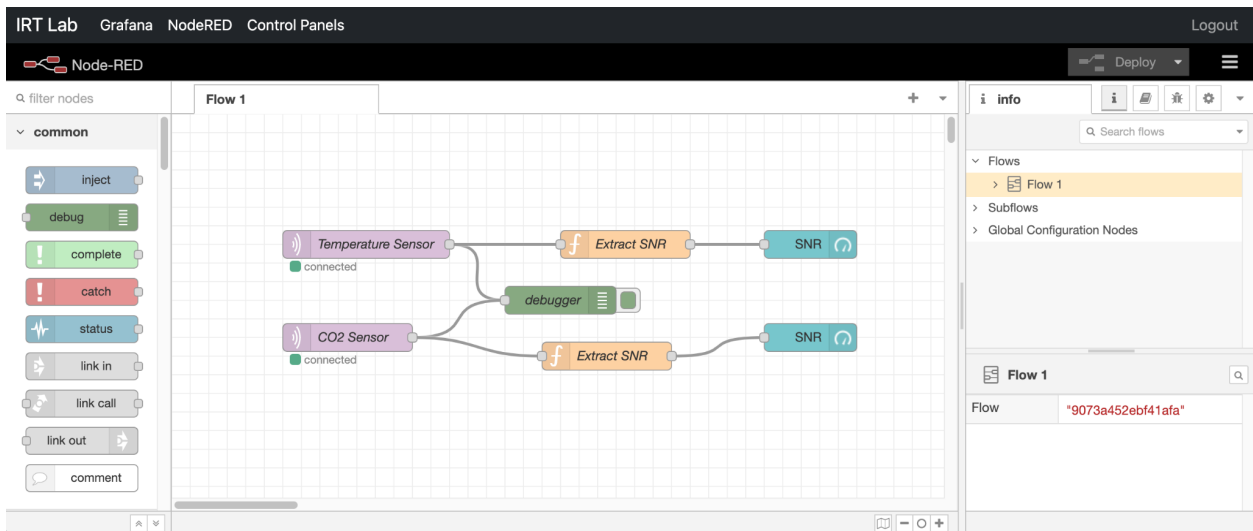 IRT Lab Grafana NodeRED Control Panels Logout
Node-RED Deploy
filter nodes
common
inject
debug
complete
catch
status
link in
link call
link out
comment
Flow 1
Temperature Sensor
connected
Extract SNR
SNR
debugger
CO2 Sensor
connected
Extract SNR
SNR
i info i
Search flows
Flows
Flow 1
Subflows
Global Configuration Nodes
Flow 1
Flow "9073a452ebf41afa"